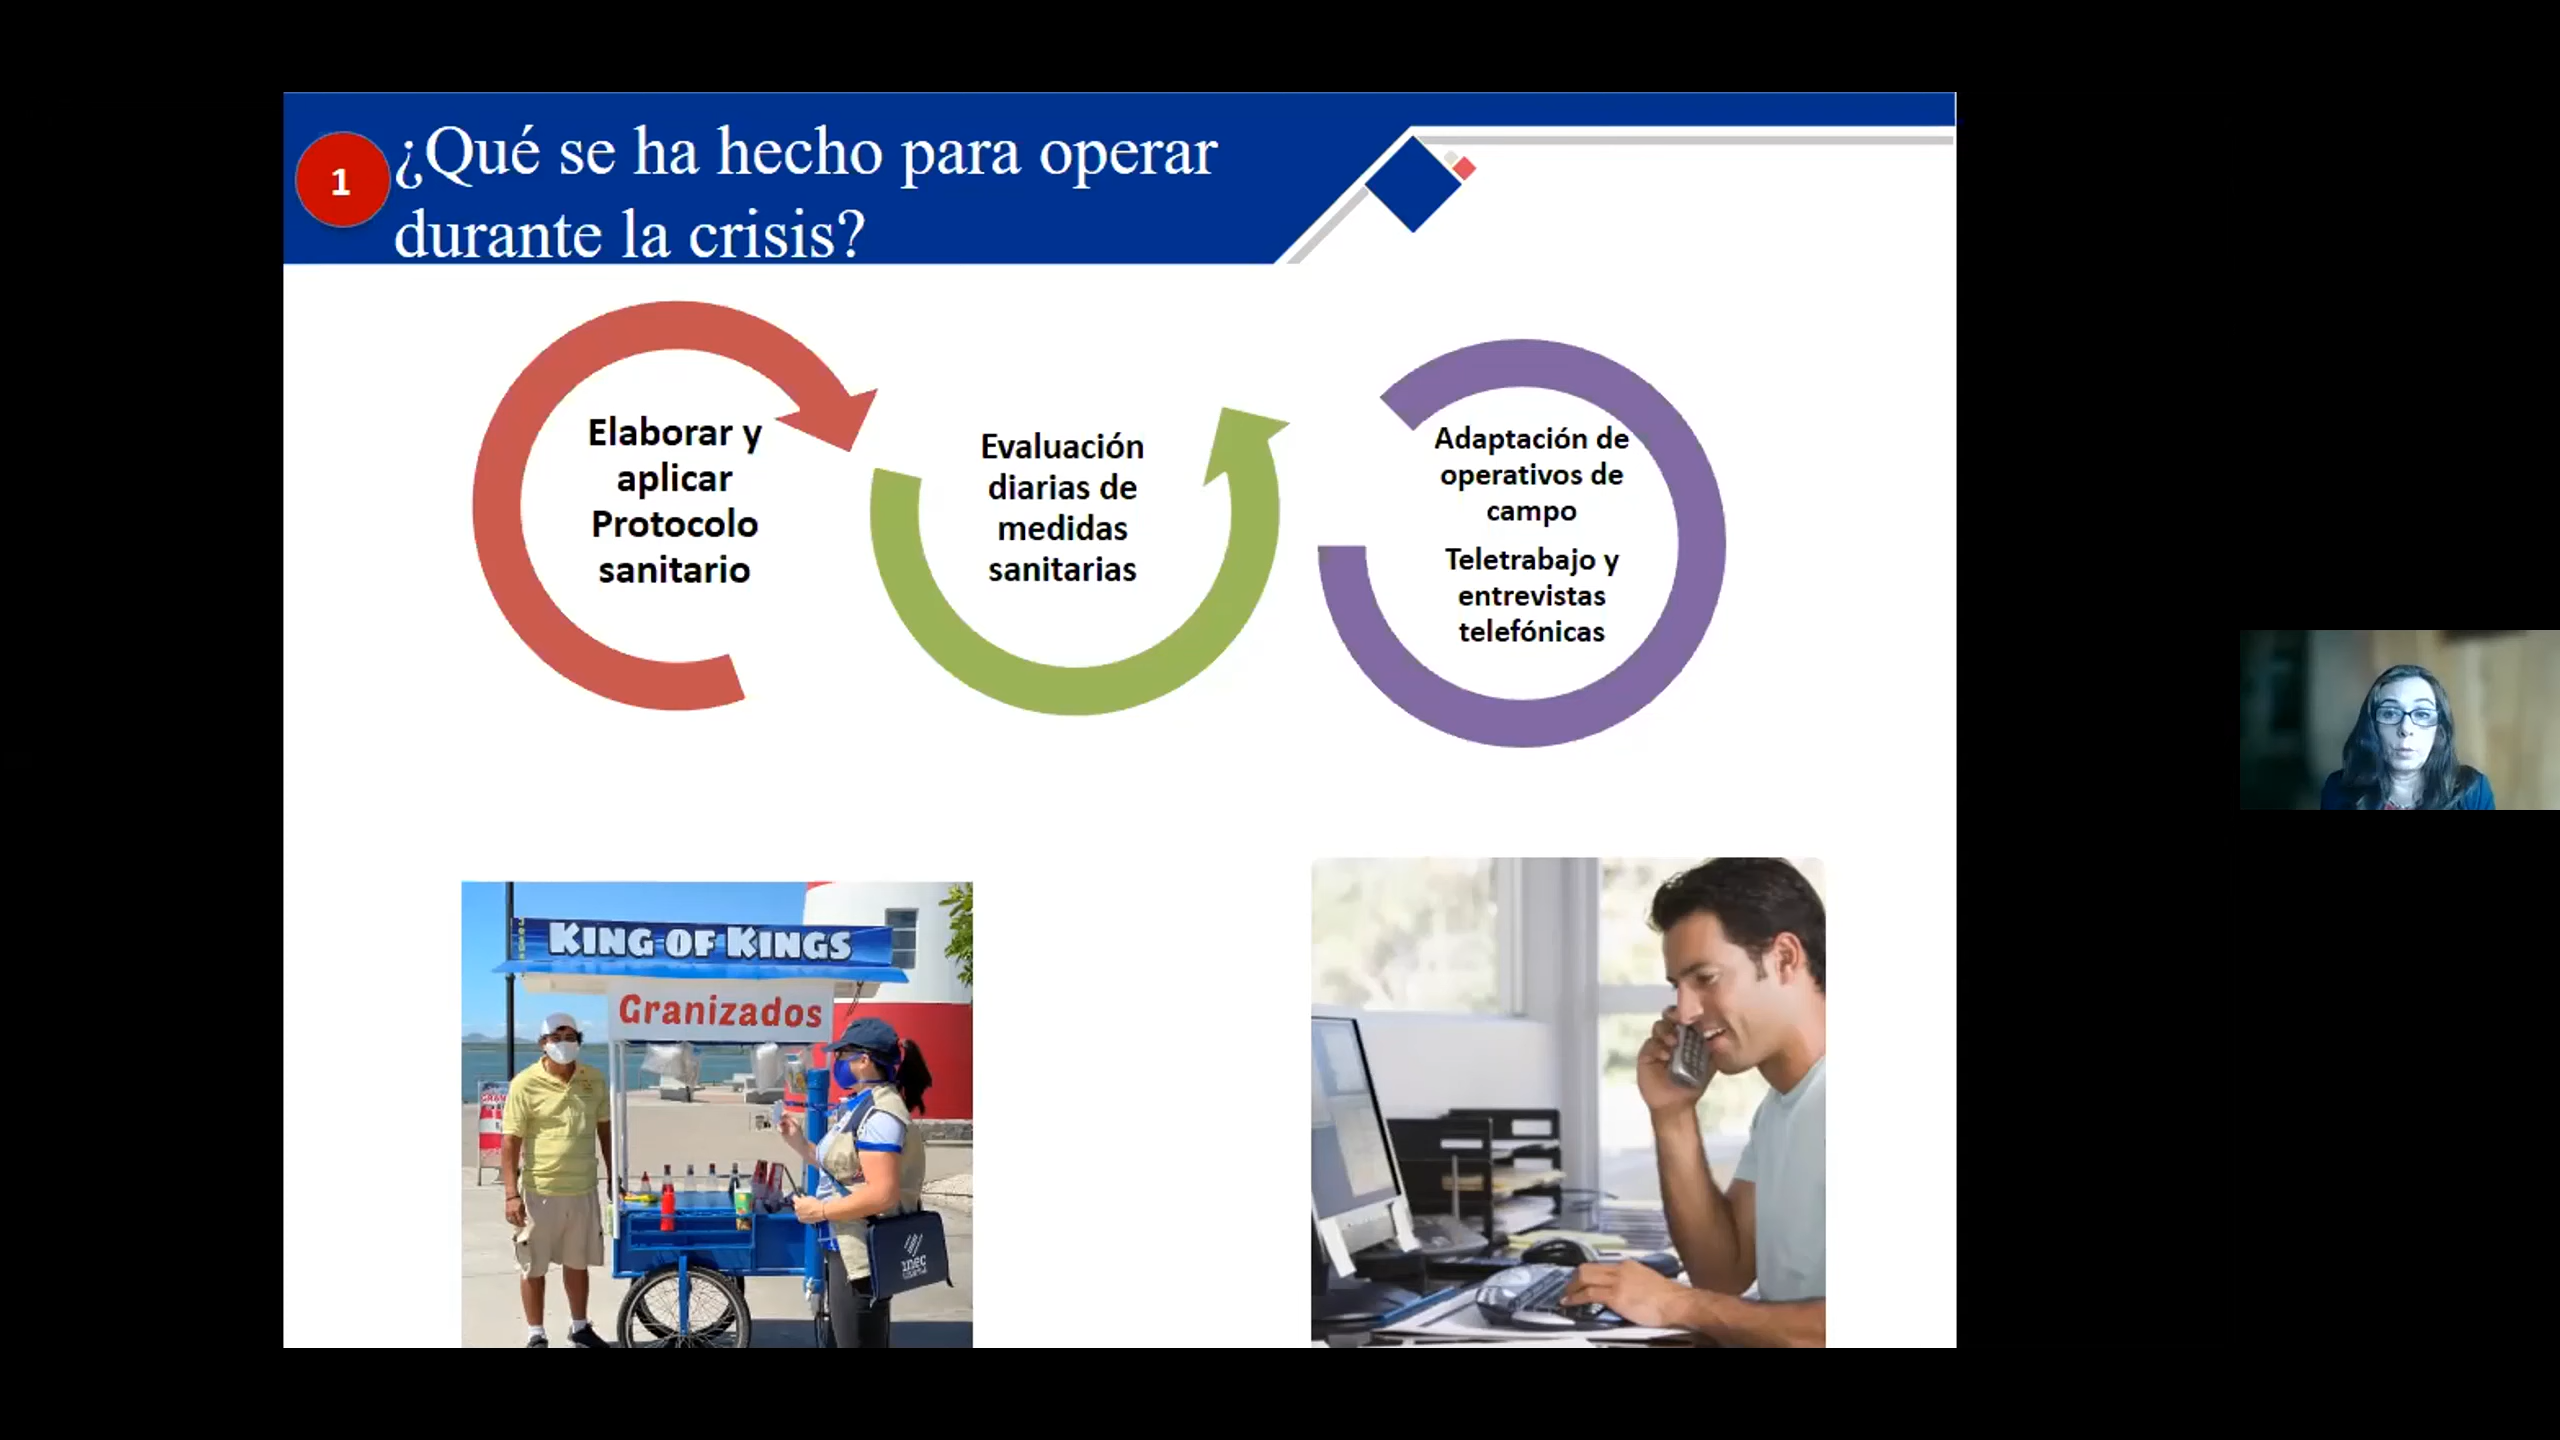 1
¿Qué se ha hecho para operar
durante la crisis?
Elaborar y
aplicar
Protocolo
sanitario
Evaluación
diarias de
medidas
sanitarias
Adaptación de
operativos de
campo
Teletrabajo y
entrevistas
telefónicas
KING OF KINGS
Granizados
inec